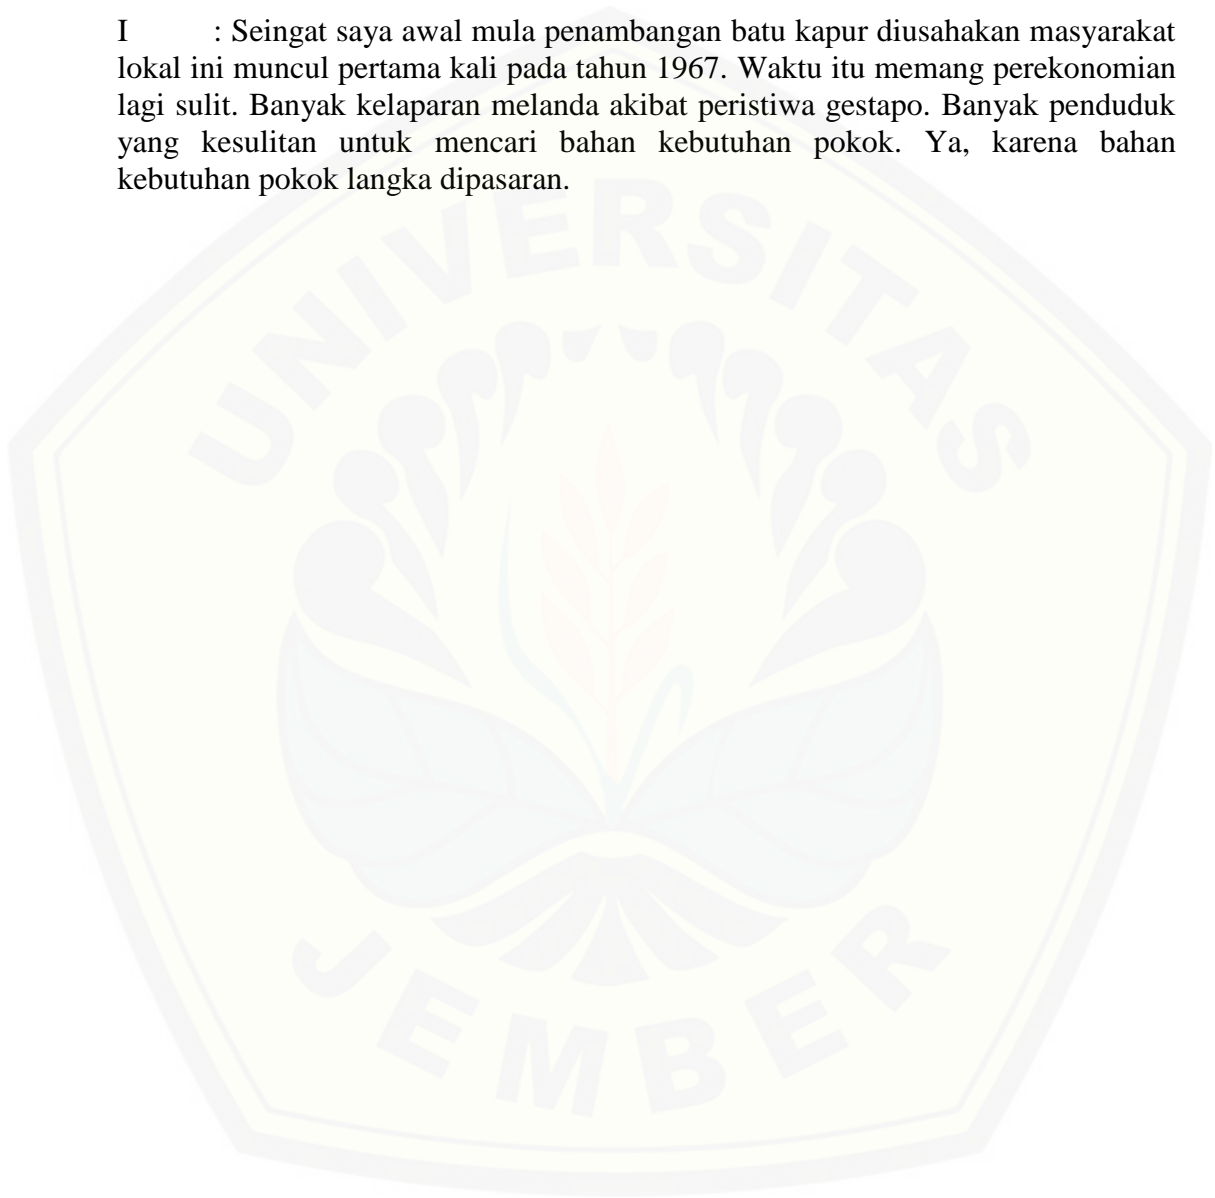 I : Seingat saya awal mula penambangan batu kapur diusahakan masyarakat
lokal ini muncul pertama kali pada tahun 1967. Waktu itu memang perekonomian
lagi sulit. Banyak kelaparan melanda akibat peristiwa gestapo. Banyak penduduk
yang kesulitan untuk mencari bahan kebutuhan pokok. Ya, karena bahan
kebutuhan pokok langka dipasaran.
UNIVERSITAS
JEMBER